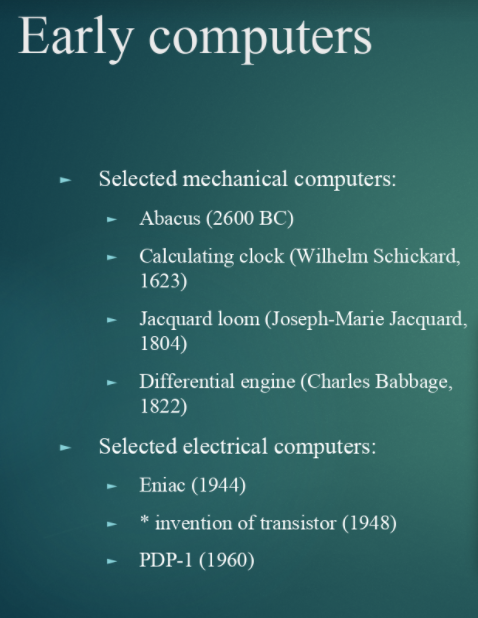 Early computers
► Selected mechanical computers:
► Abacus (2600 BC)
► Calculating clock (Wilhelm Schickard,
1623)
► Jacquard loom (Joseph-Marie Jacquard,
1804)
► Differential engine (Charles Babbage,
1822)
► Selected electrical computers:
► Eniac (1944)
► * invention of transistor (1948)
► PDP-1 (1960)